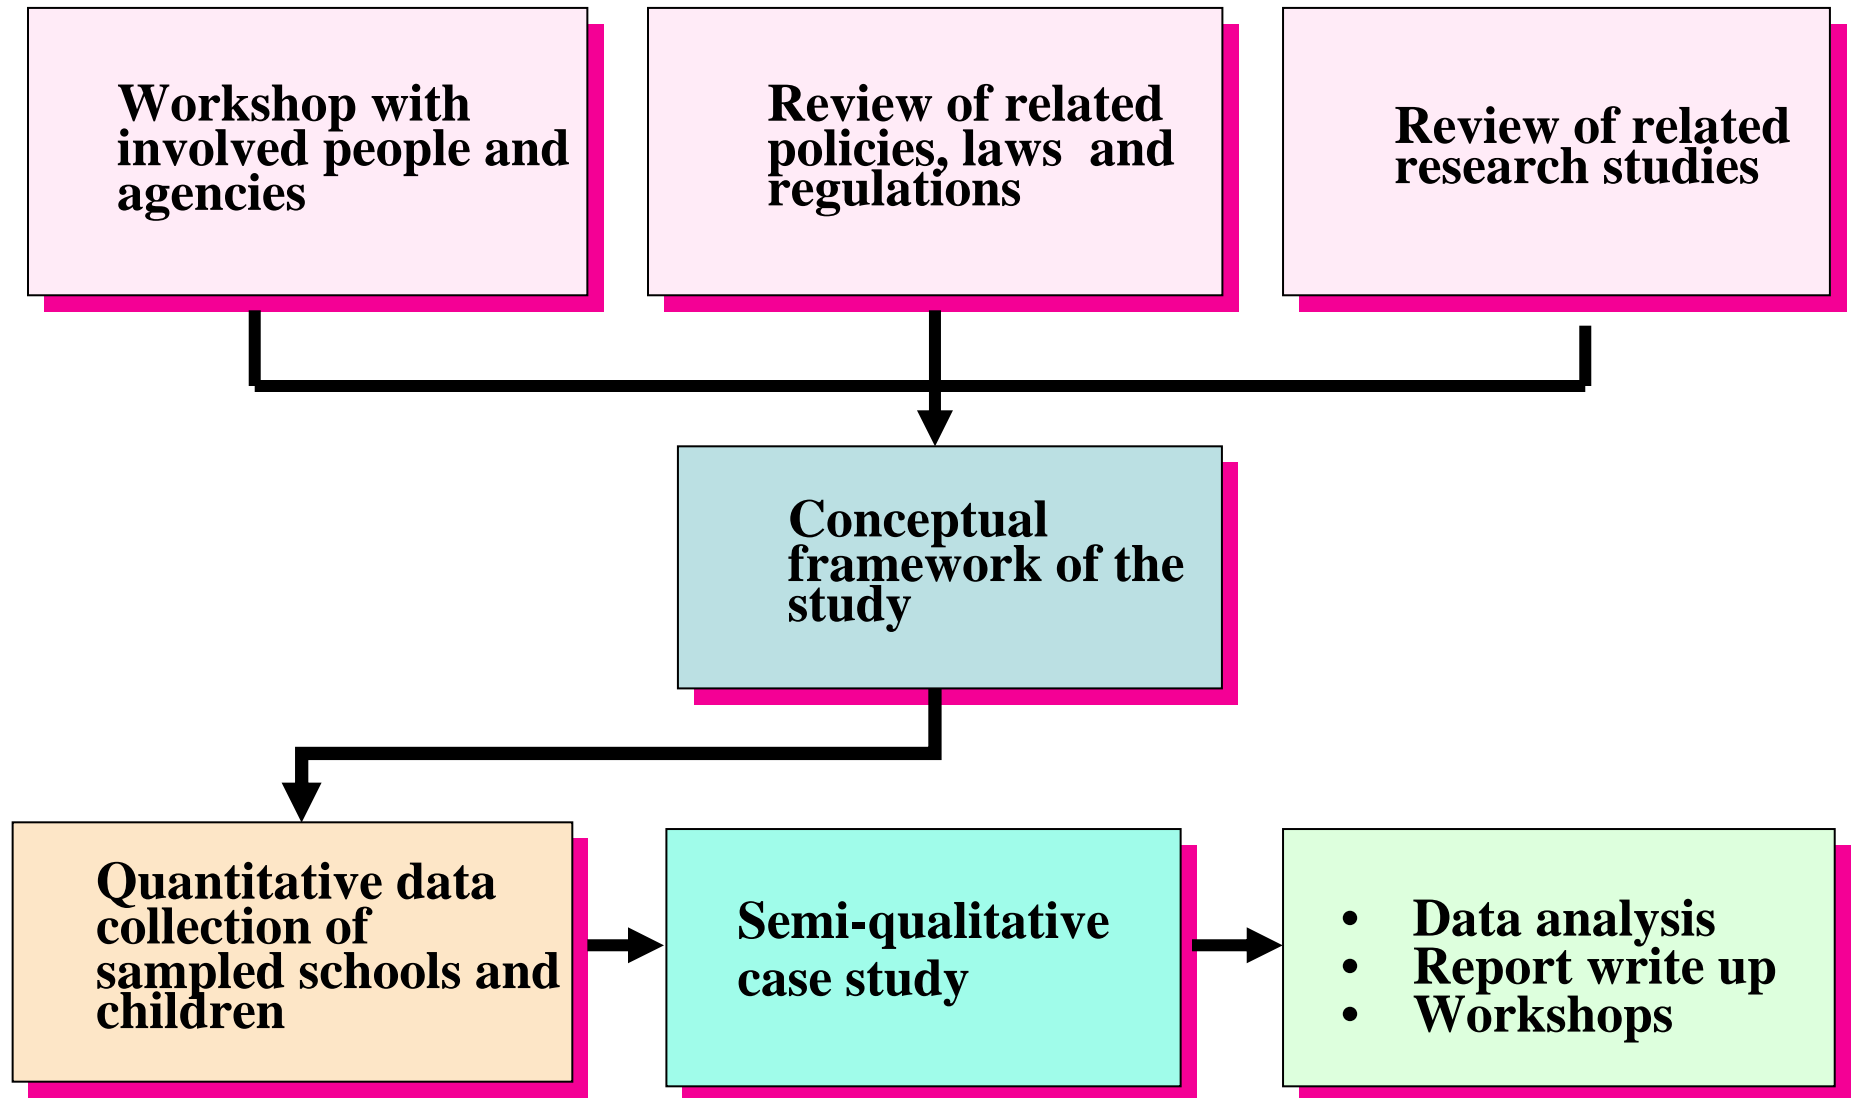 Workshop with
involved people and
agencies
Review of related
policies, laws  and
regulations
Review of related
research studies
Conceptual
framework of the
study
Quantitative data
collection of
sampled schools and
children
Semi-qualitative
case study
• Data analysis
• Report write up
• Workshops